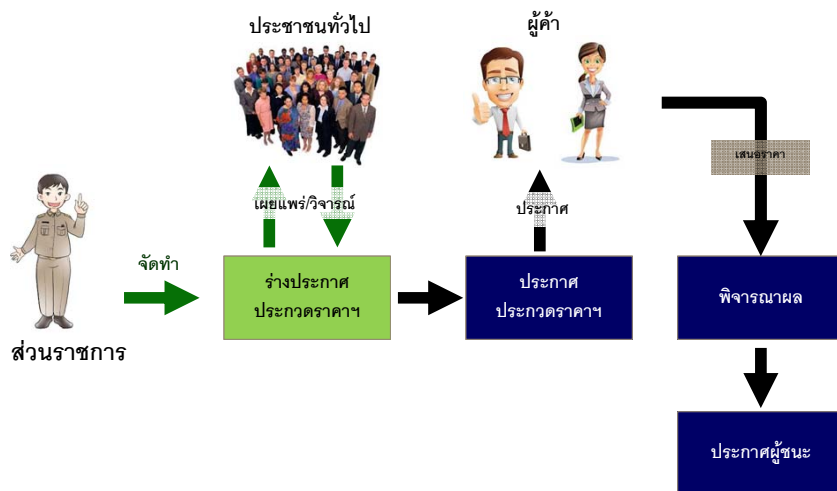 ประชาชนทั่วไป
ผู้ค้า
เสนอราคา
เผยแพร่/วิจารณ์
ประกาศ
จัดทำ
ร่างประกาศ
ประกวดราคาฯ
ประกาศ
ประกวดราคาฯ
พิจารณาผล
ส่วนราชการ
ประกาศผู้ชนะ